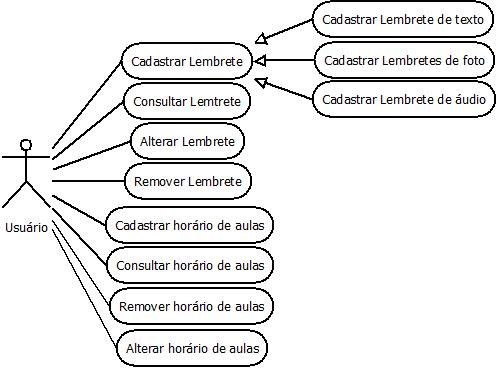 Cadastrar Lembrete de texto
Cadastrar Lembrete
Cadastrar Lembretes de foto
Consultar Lemtrete
Cadastrar Lembrete de áudio
Alterar Lembrete
Remover Lembrete
Usuário
Cadastrar horário de aulas
Consultar horário de aulas
Remover horário de aulas
Alterar horário de aulas